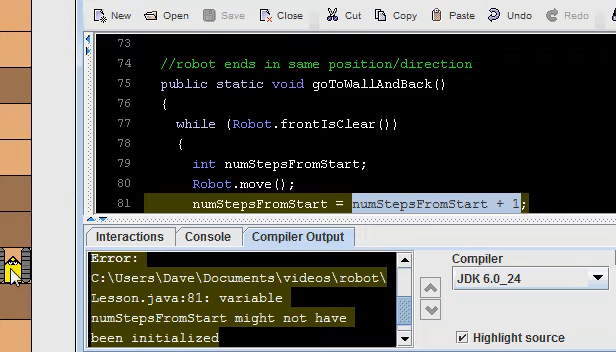 New Open Save Close Cut Copy Paste Undo Redo
73
74 //robot ends in same position/direction
75 public static void goToWallAndBack()
76 {
77 while (Robot.frontIsClear())
78 {
79 int numStepsFromStart;
80 Robot.move();
81 numStepsFromStart = numStepsFromStart + 1;
Interactions Console Compiler Output
Error:
C:\Users\Dave\Documents\videos\robot\
Lesson.java:81: variable
numStepsFromStart might not have
been initialized
Compiler
JDK 6.0_24
Highlight source